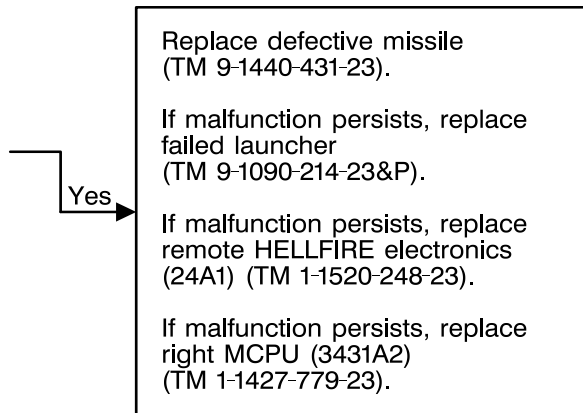 Replace defective missile
(TM 9-1440-431-23).
If malfunction persists, replace
failed launcher
(TM 9-1090-214-23&P).
Yes
If malfunction persists, replace
remote HELLFIRE electronics
(24A1) (TM 1-1520-248-23).
If malfunction persists, replace
right MCPU (3431A2)
(TM 1-1427-779-23).